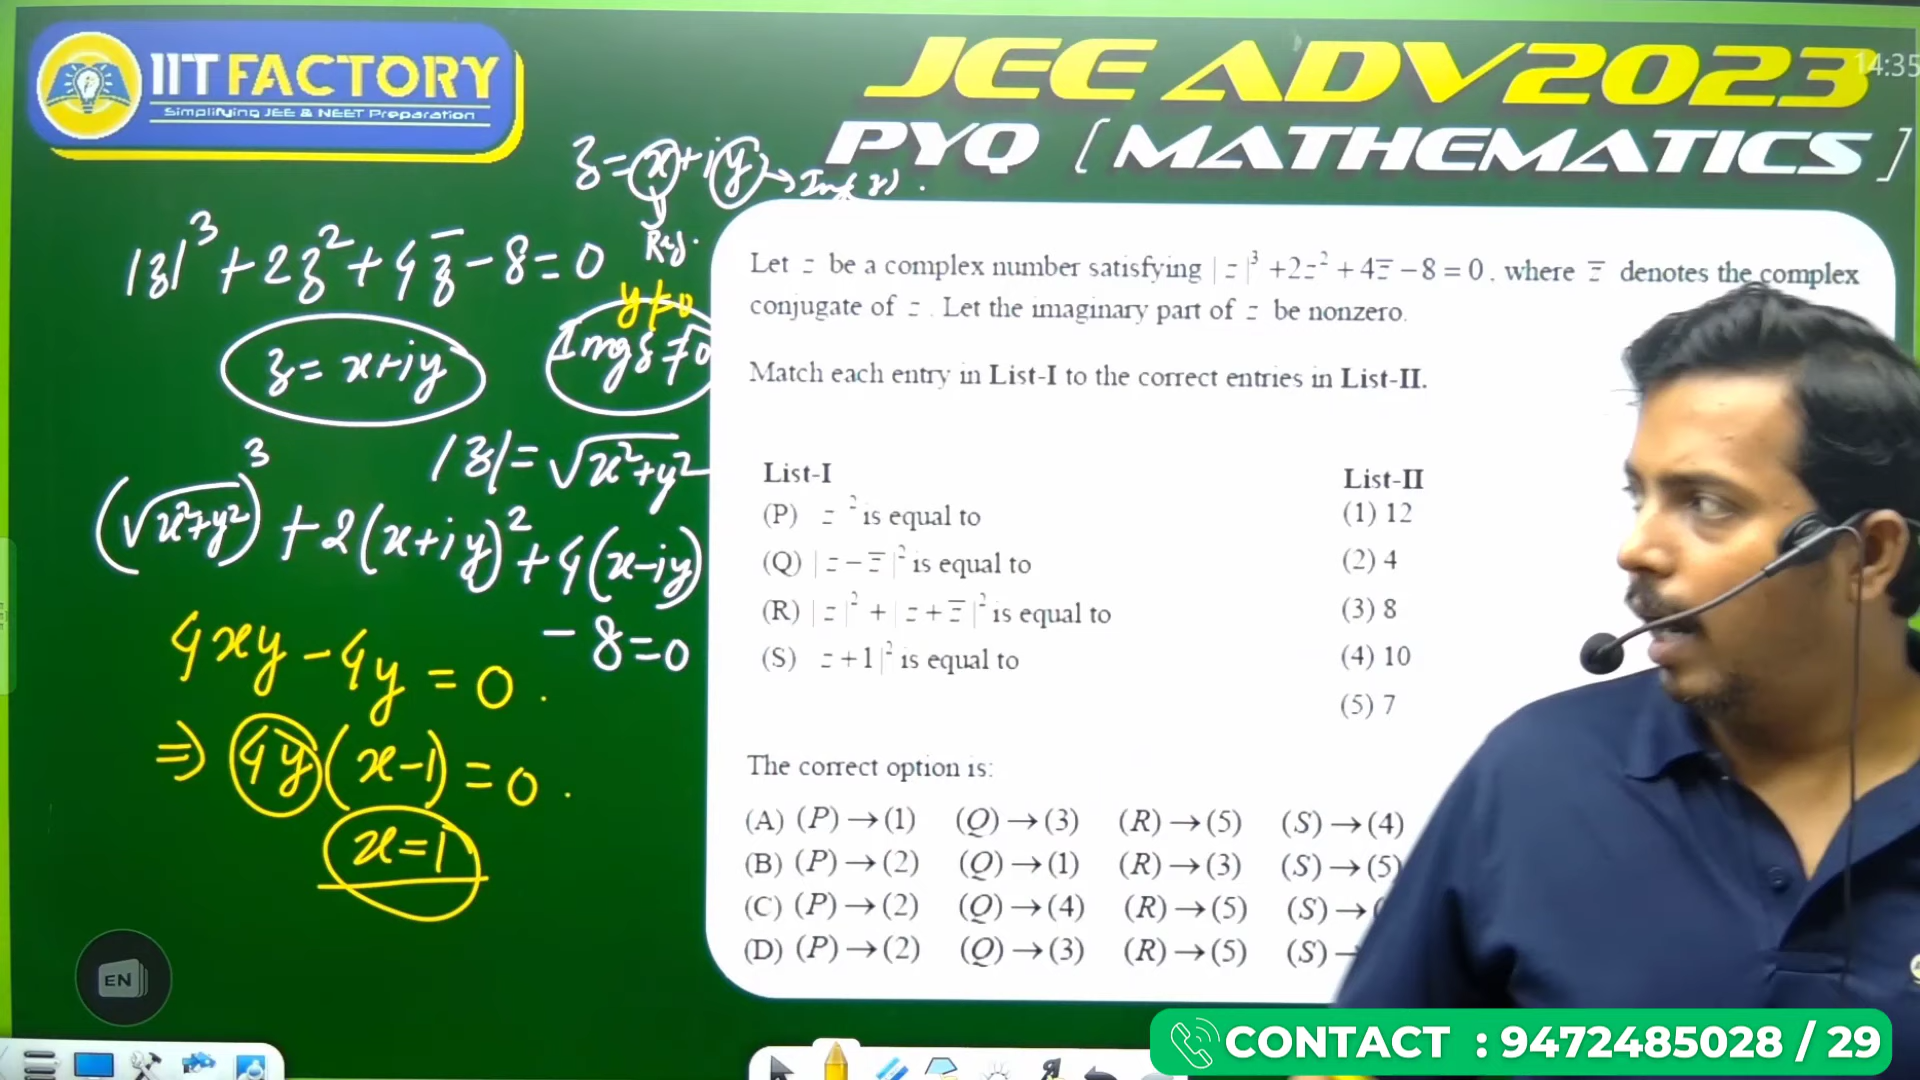 IIT FACTORY
Simplifying JEE & NEET Preparation
JEE ADV 2023
14:35
PYQ [MATHEMATICS]
z = x + iy → Im(z).
|z|³ + 2z² + 4z̅ - 8 = 0
y ≠ 0
z = x + iy
Img z ≠ 0
|z| = √x²+y²
(√x²+y²)³ + 2(x+iy)² + 4(x-iy)
- 8 = 0
4xy - 4y = 0.
⇒ 4y(x-1) = 0.
x = 1
Let z be a complex number satisfying |z|³ + 2z² + 4z̅ - 8 = 0, where z̅ denotes the complex
conjugate of z. Let the imaginary part of z be nonzero.
Match each entry in List-I to the correct entries in List-II.
List-I List-II
(P) z ² is equal to (1) 12
(Q) |z - z̅|² is equal to (2) 4
(R) |z|² + |z + z̅|² is equal to (3) 8
(S) z + 1|² is equal to (4) 10
(5) 7
The correct option is:
(A) (P) → (1) (Q) → (3) (R) → (5) (S) → (4)
(B) (P) → (2) (Q) → (1) (R) → (3) (S) → (5)
(C) (P) → (2) (Q) → (4) (R) → (5) (S) →
(D) (P) → (2) (Q) → (3) (R) → (5) (S)
EN
CONTACT : 9472485028 / 29